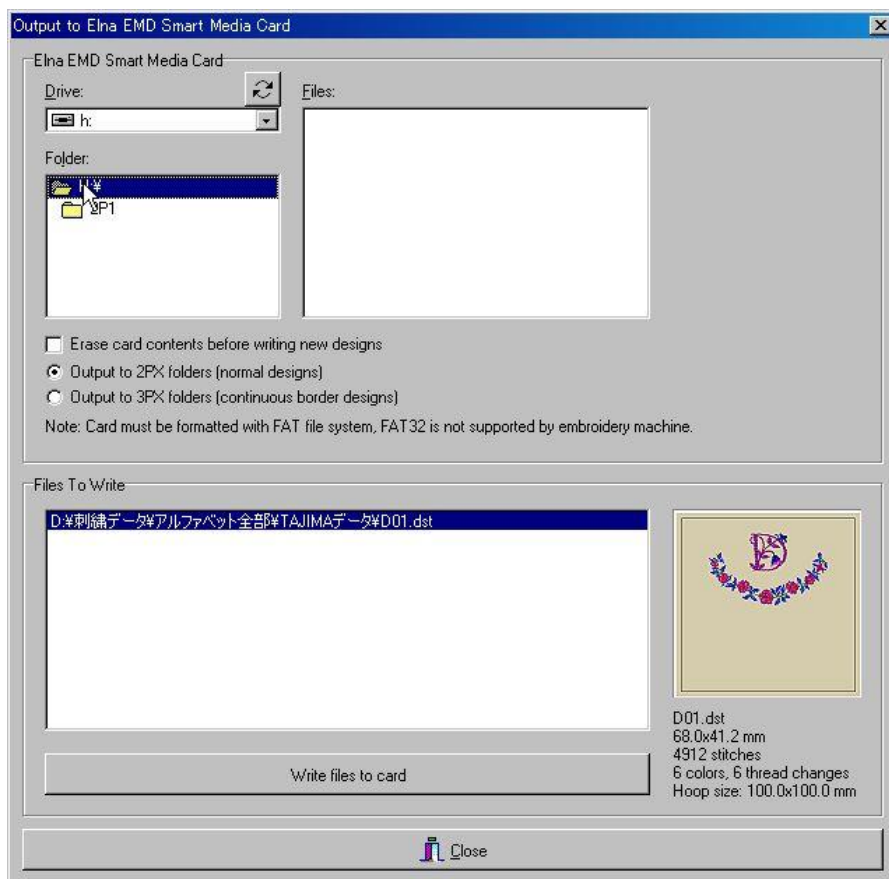 Output to Elna EMD Smart Media Card
Elna EMD Smart Media Card
Drive:
Files:
h:
Folder:
2P1
Erase card contents before writing new designs
Output to 2PX folders (normal designs)
Output to 3PX folders (continuous border designs)
Note: Card must be formatted with FAT file system, FAT32 is not supported by embroidery machine.
Files To Write
D:¥刺繍データ¥アルファベット全部¥TAJIMAデータ¥D01.dst
D01.dst
68.0x41.2 mm
4912 stitches
6 colors, 6 thread changes
Hoop size: 100.0x100.0 mm
Write files to card
Close